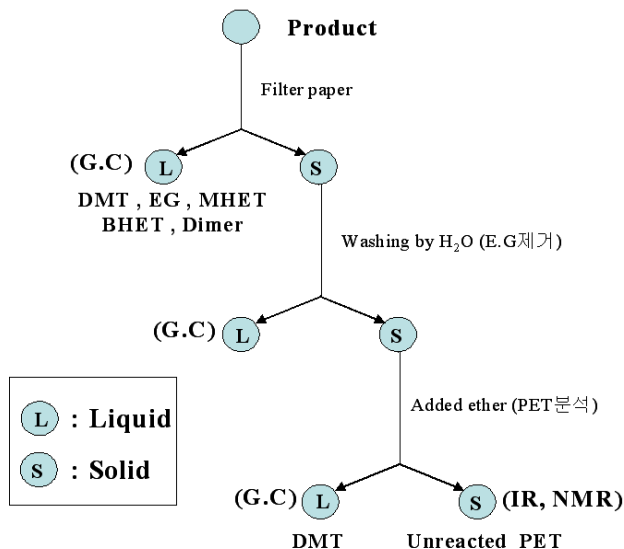 Product
Filter paper
(G.C) L S
DMT , EG , MHET
BHET , Dimer
Washing by H₂O (E.G제거)
(G.C) L S
Added ether (PET분석)
L : Liquid
S : Solid
(G.C) L S (IR, NMR)
DMT Unreacted PET